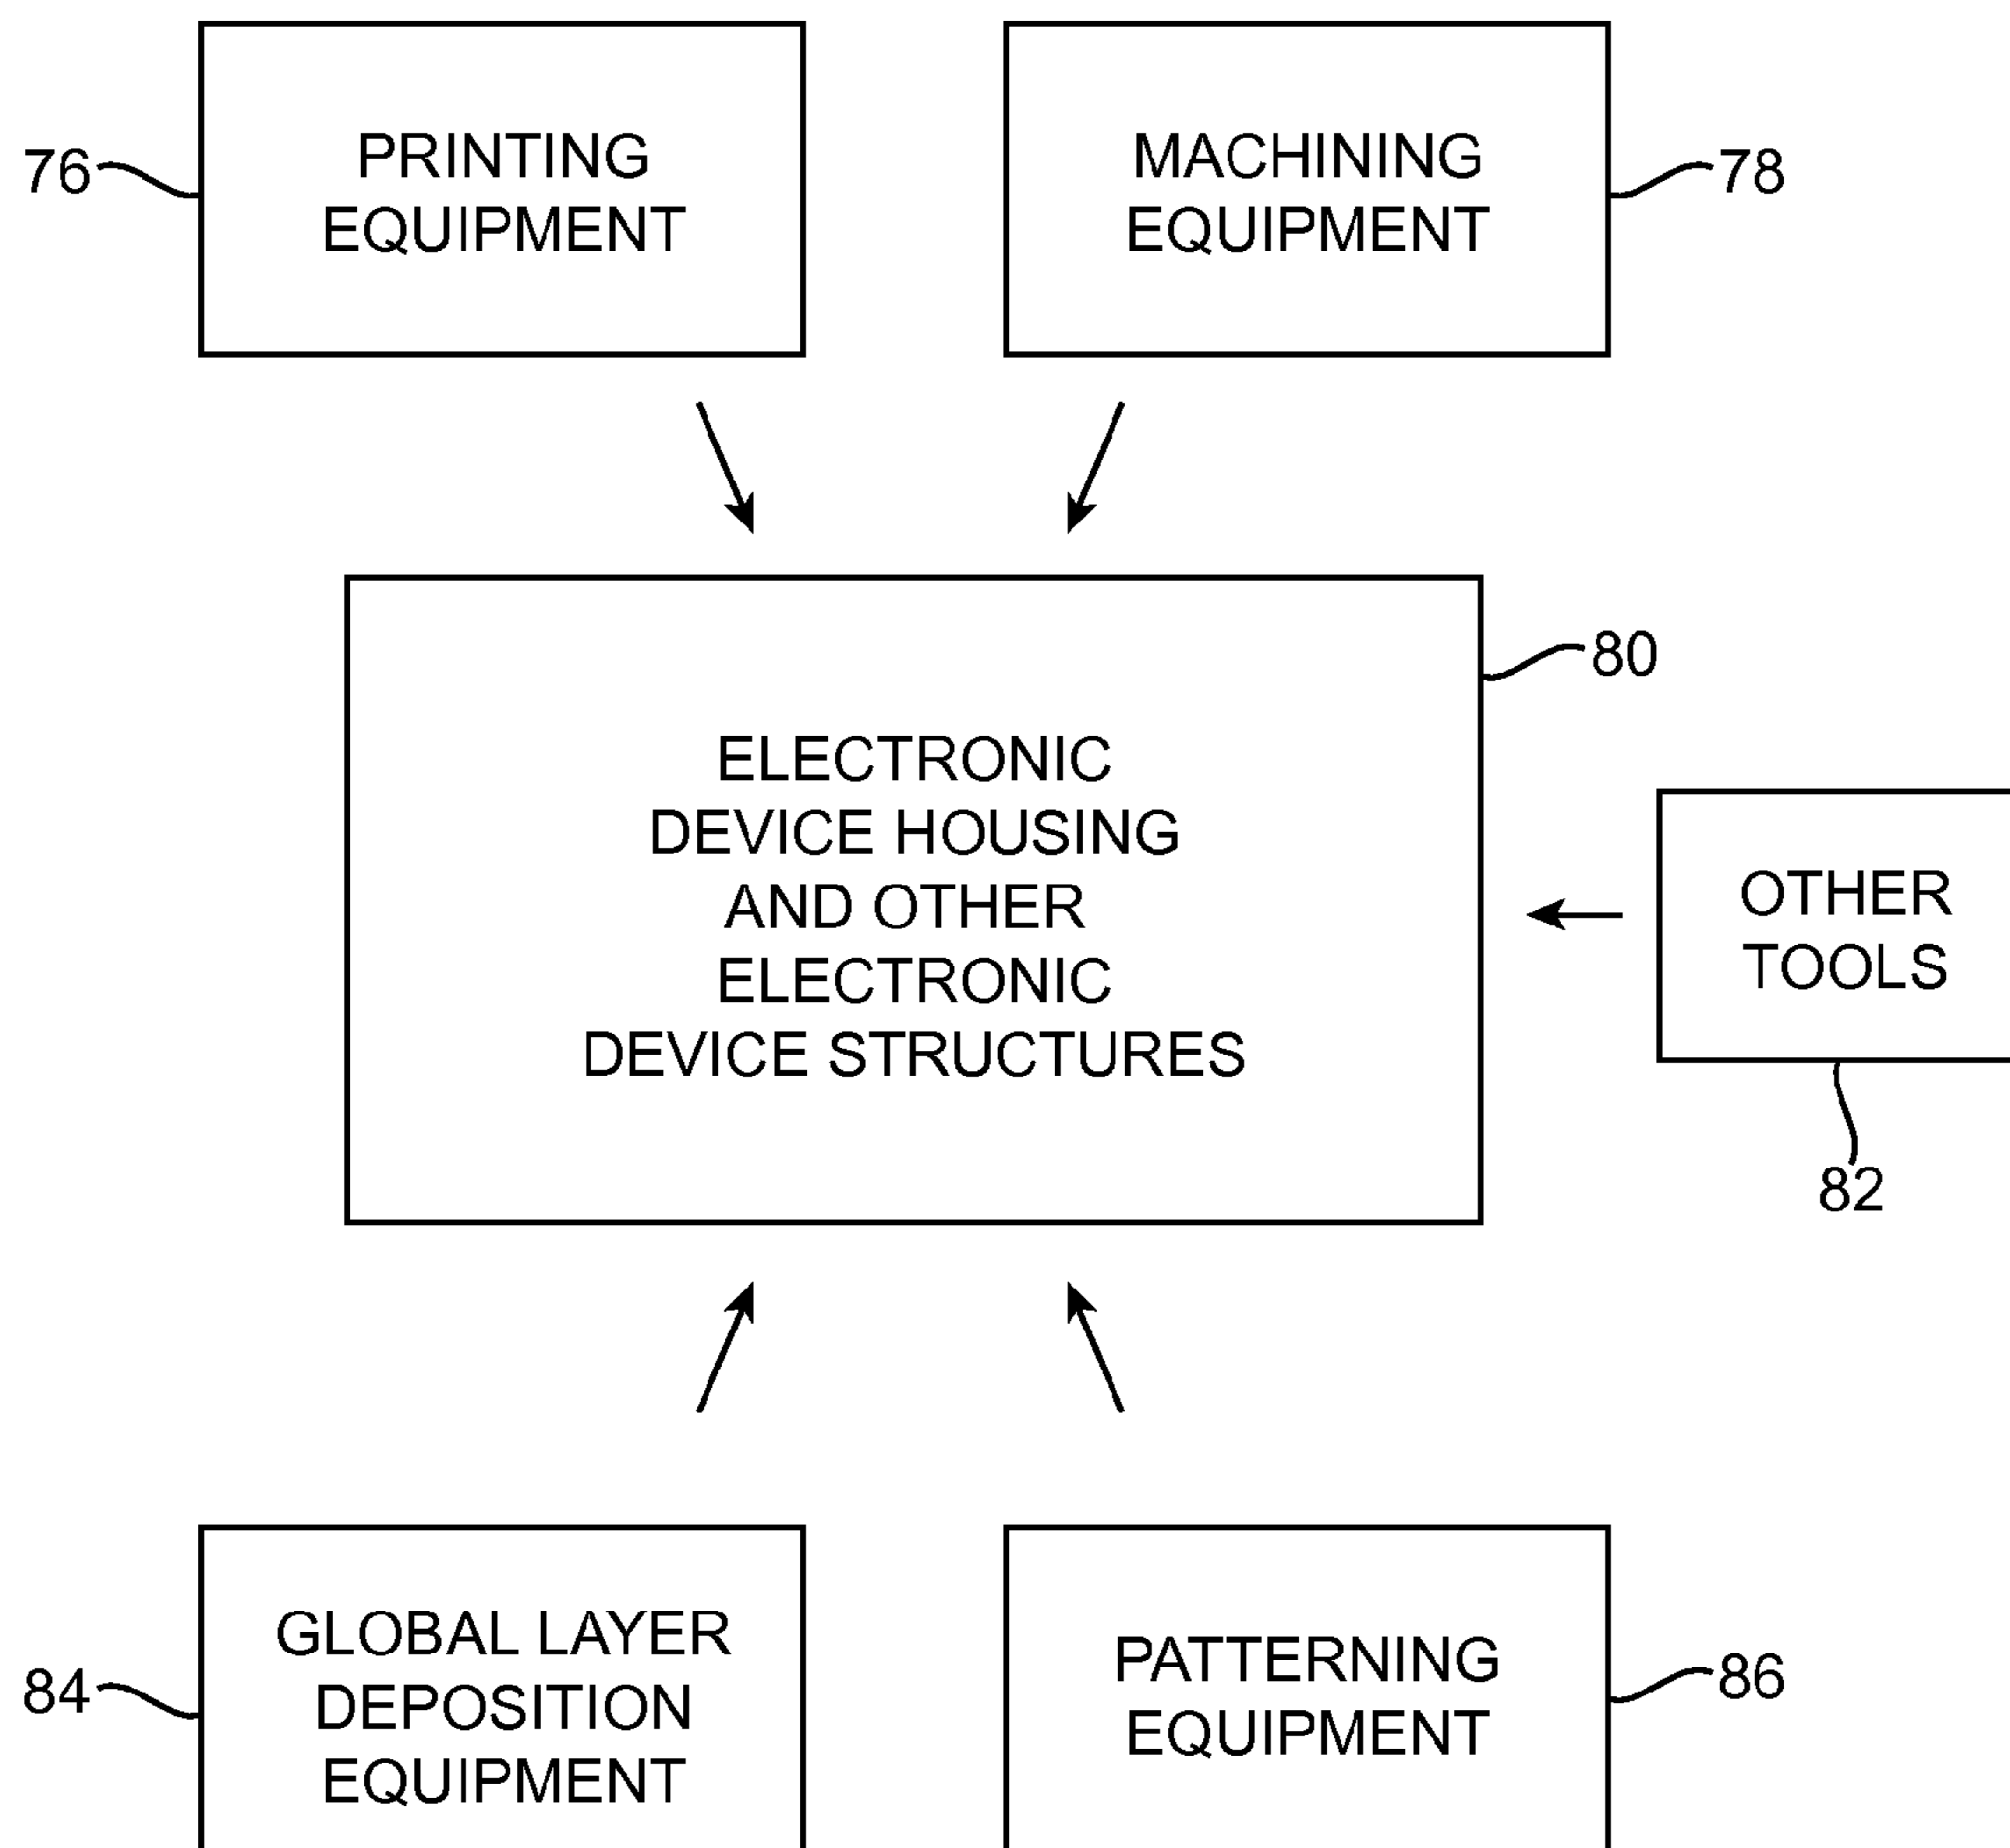 PRINTING
EQUIPMENT
76
MACHINING
EQUIPMENT
78
ELECTRONIC
DEVICE HOUSING
AND OTHER
ELECTRONIC
DEVICE STRUCTURES
80
OTHER
TOOLS
82
GLOBAL LAYER
DEPOSITION
EQUIPMENT
84
PATTERNING
EQUIPMENT
86